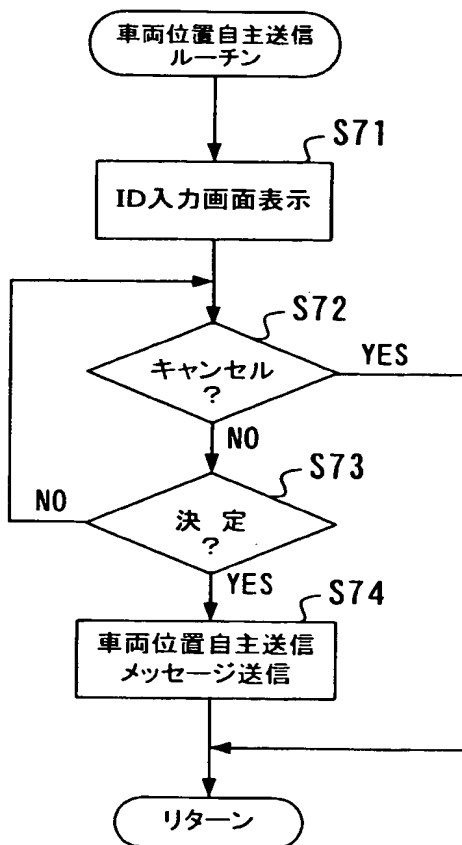 車両位置自主送信
ルーチン
S71
ID入力画面表示
S72
キャンセル
?
YES
NO
S73
決定
?
NO
YES
S74
車両位置自主送信
メッセージ送信
リターン